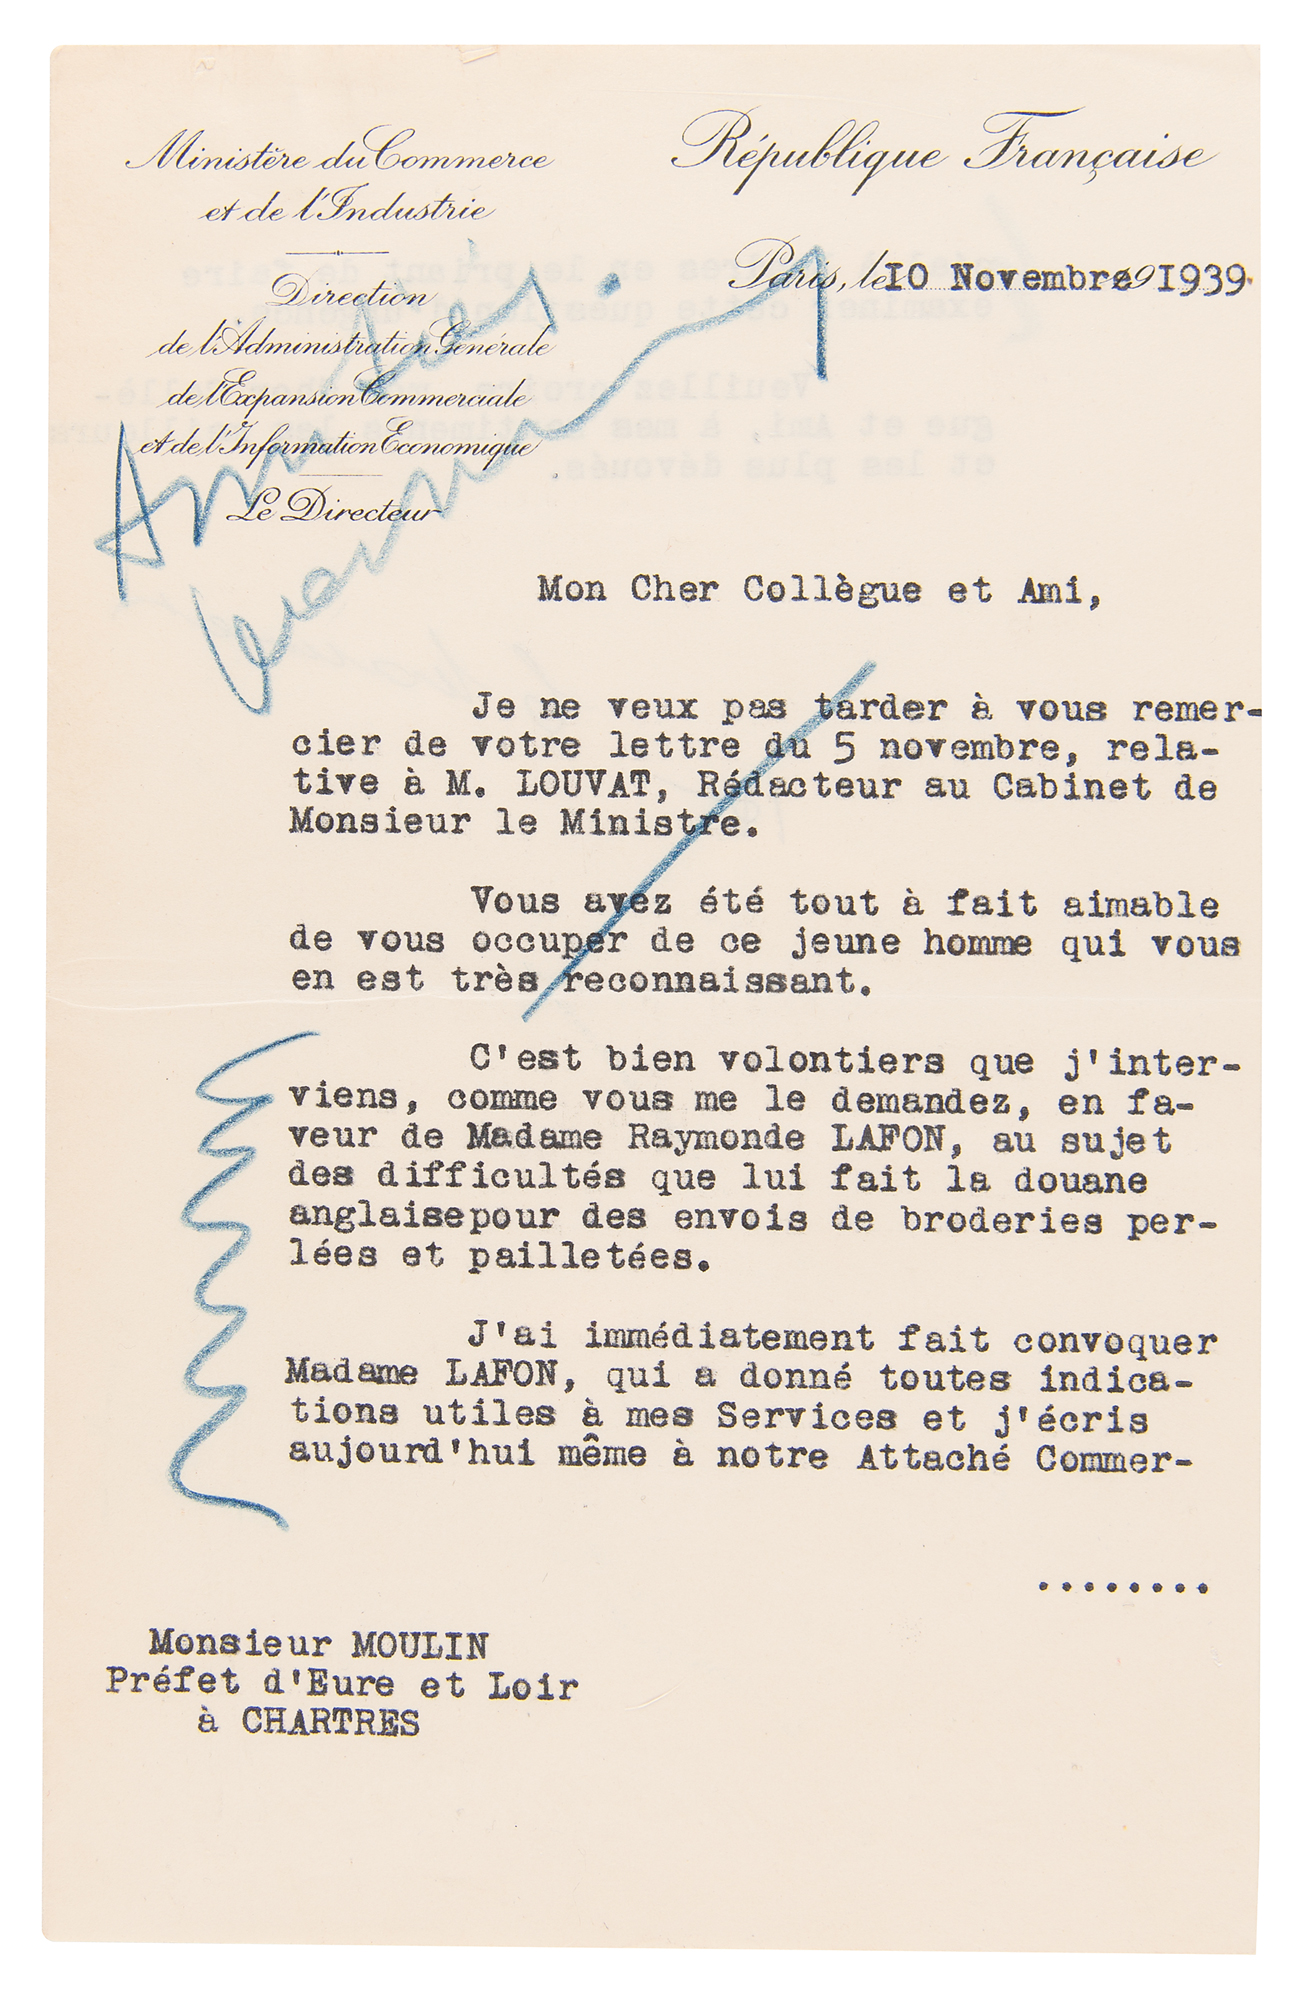 Ministère du Commerce
et de l'Industrie
Direction
de l'Administration Générale
de l'Expansion Commerciale
et de l'Information Economique
Le Directeur
République Française
Paris, le 10 Novembre 1939
Mon Cher Collègue et Ami,
Je ne veux pas tarder à vous remer-
cier de votre lettre du 5 novembre, rela-
tive à M. LOUVAT, Rédacteur au Cabinet de
Monsieur le Ministre.
Vous avez été tout à fait aimable
de vous occuper de ce jeune homme qui vous
en est très reconnaissant.
C'est bien volontiers que j'inter-
viens, comme vous me le demandez, en fa-
veur de Madame Raymonde LAFON, au sujet
des difficultés que lui fait la douane
anglaisepour des envois de broderies per-
lées et pailletées.
J'ai immédiatement fait convoquer
Madame LAFON, qui a donné toutes indica-
tions utiles à mes Services et j'écris
aujourd'hui même à notre Attaché Commer-
........
Monsieur MOULIN
Préfet d'Eure et Loir
à CHARTRES